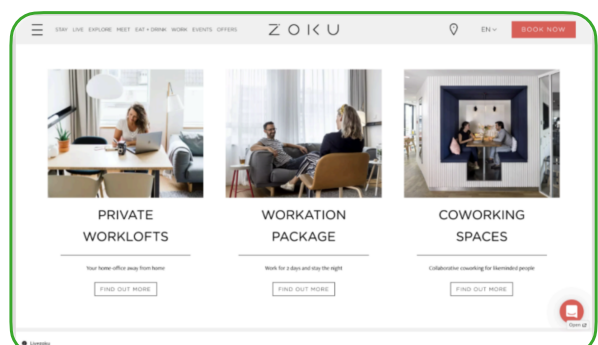 STAY LIVE EXPLORE MEET EAT + DRINK WORK EVENTS OFFERS
ZOKU
EN
BOOK NOW
PRIVATE
WORKLOFTS
Your home-office away from home
FIND OUT MORE
WORKATION
PACKAGE
Work for 2 days and stay the night
FIND OUT MORE
COWORKING
SPACES
Collaborative coworking for likeminded people
FIND OUT MORE
Open
Livezoku